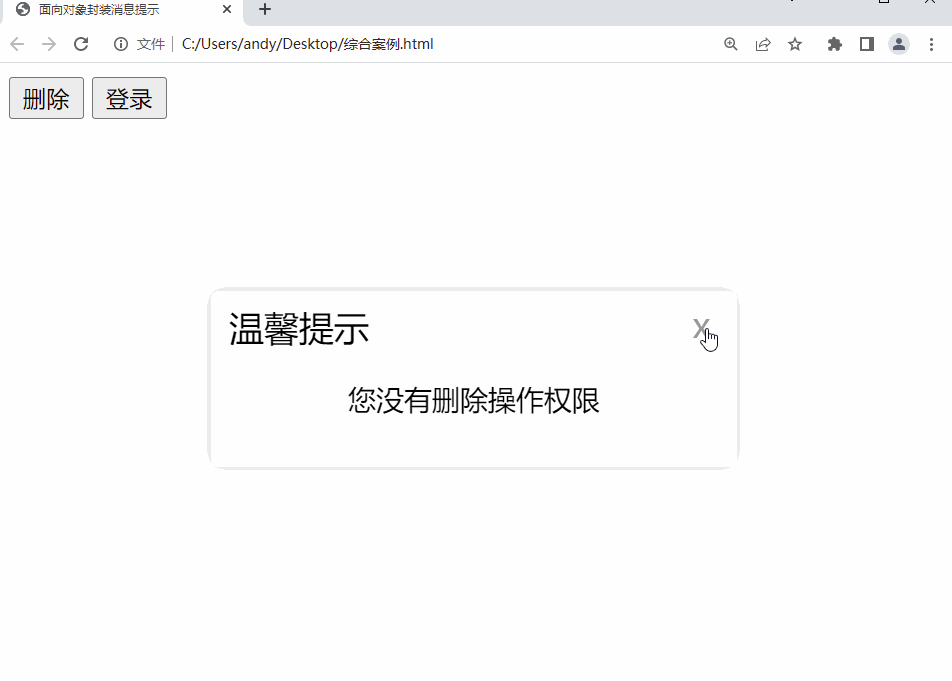 面向对象封装消息提示
文件 C:/Users/andy/Desktop/综合案例.html
删除 登录
温馨提示 X
您没有删除操作权限